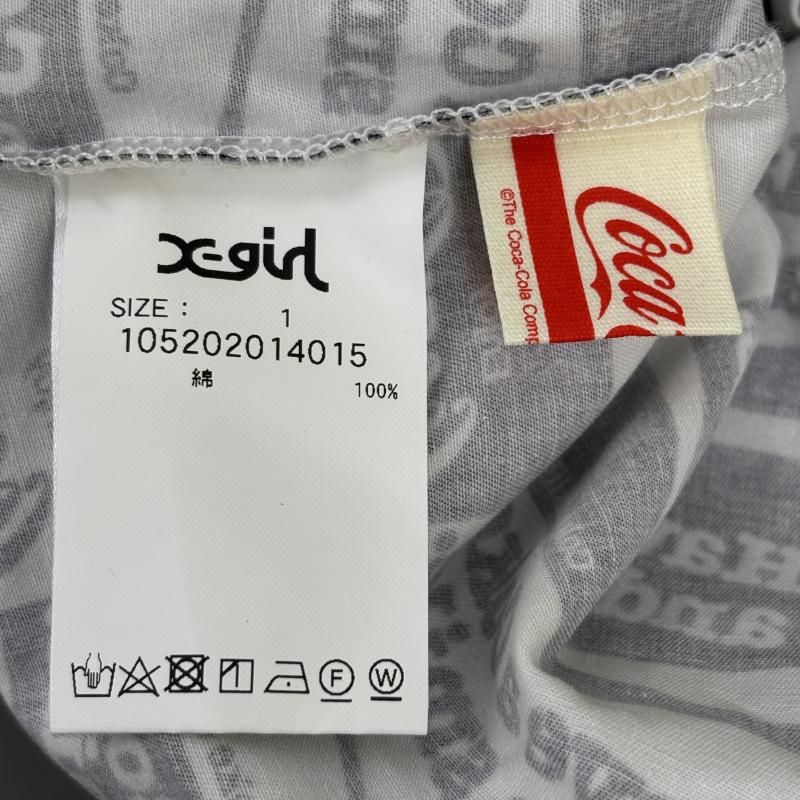 X-girl
SIZE : 1
105202014015
綿 100%
F W
©The Coca-Cola Comp
Coca